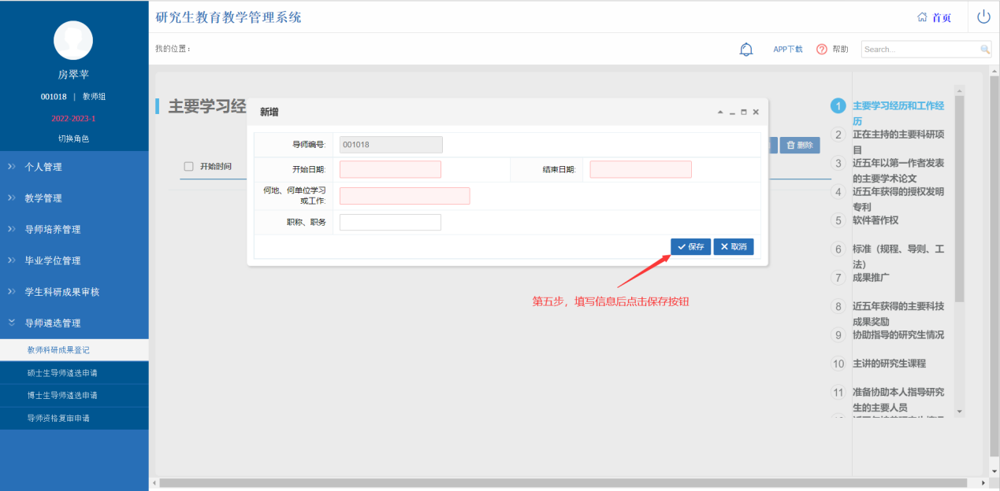 研究生教育教学管理系统
首页
我的位置：
APP下载
帮助
Search...
房翠苹
001018 | 教师组
2022-2023-1
切换角色
个人管理
教学管理
导师培养管理
毕业学位管理
学生科研成果审核
导师遴选管理
教师科研成果登记
硕士生导师遴选申请
博士生导师遴选申请
导师资格复审申请
主要学习经
删除
开始时间
新增
导师编号:
001018
开始日期:
结束日期:
何地、何单位学习
或工作:
职称、职务
保存
取消
第五步，填写信息后点击保存按钮
1 主要学习经历和工作经
历
2 正在主持的主要科研项
目
3 近五年以第一作者发表
的主要学术论文
4 近五年获得的授权发明
专利
5 软件著作权
6 标准（规程、导则、工
法）
7 成果推广
8 近五年获得的主要科技
成果奖励
9 协助指导的研究生情况
10 主讲的研究生课程
11 准备协助本人指导研究
生的主要人员